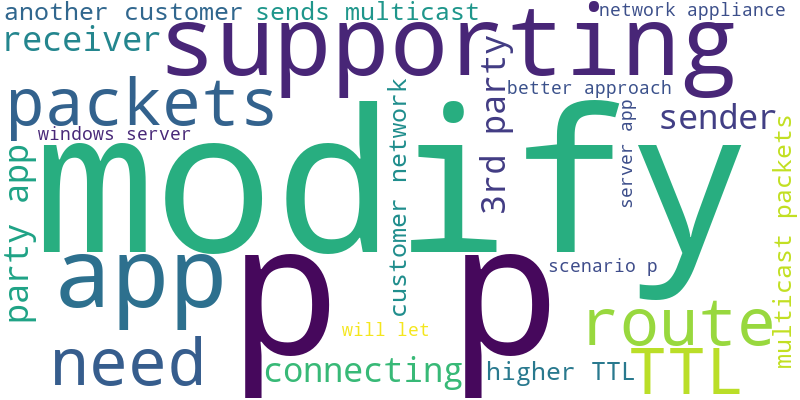 another customer
sends multicast
network appliance
receiver
supporting
better approach
packets
3rd party
sender
windows server
customer network
server app
multicast packets
party app
modify
app
p p
scenario p
route
will let
need
connecting
higher TTL
TTL